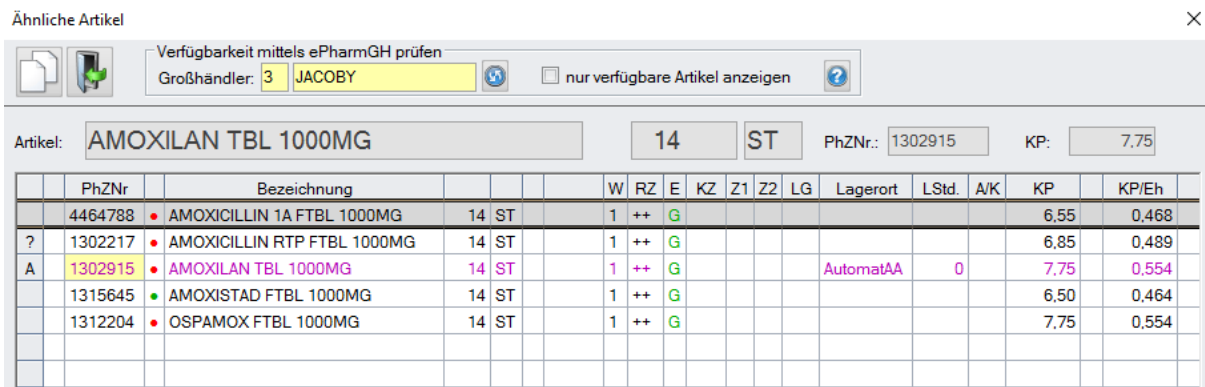 Ähnliche Artikel
Verfügbarkeit mittels ePharmGH prüfen
Großhändler: 3 JACOBY nur verfügbare Artikel anzeigen ?
Artikel: AMOXILAN TBL 1000MG 14 ST PhZNr.: 1302915 KP: 7,75
PhZNr Bezeichnung W RZ E KZ Z1 Z2 LG Lagerort LStd. A/K KP KP/Eh
4464788 AMOXICILLIN 1A FTBL 1000MG 14 ST 1 ++ G 6,55 0,468
? 1302217 AMOXICILLIN RTP FTBL 1000MG 14 ST 1 ++ G 6,85 0,489
A 1302915 AMOXILAN TBL 1000MG 14 ST 1 ++ G AutomatAA 0 7,75 0,554
1315645 AMOXISTAD FTBL 1000MG 14 ST 1 ++ G 6,50 0,464
1312204 OSPAMOX FTBL 1000MG 14 ST 1 ++ G 7,75 0,554